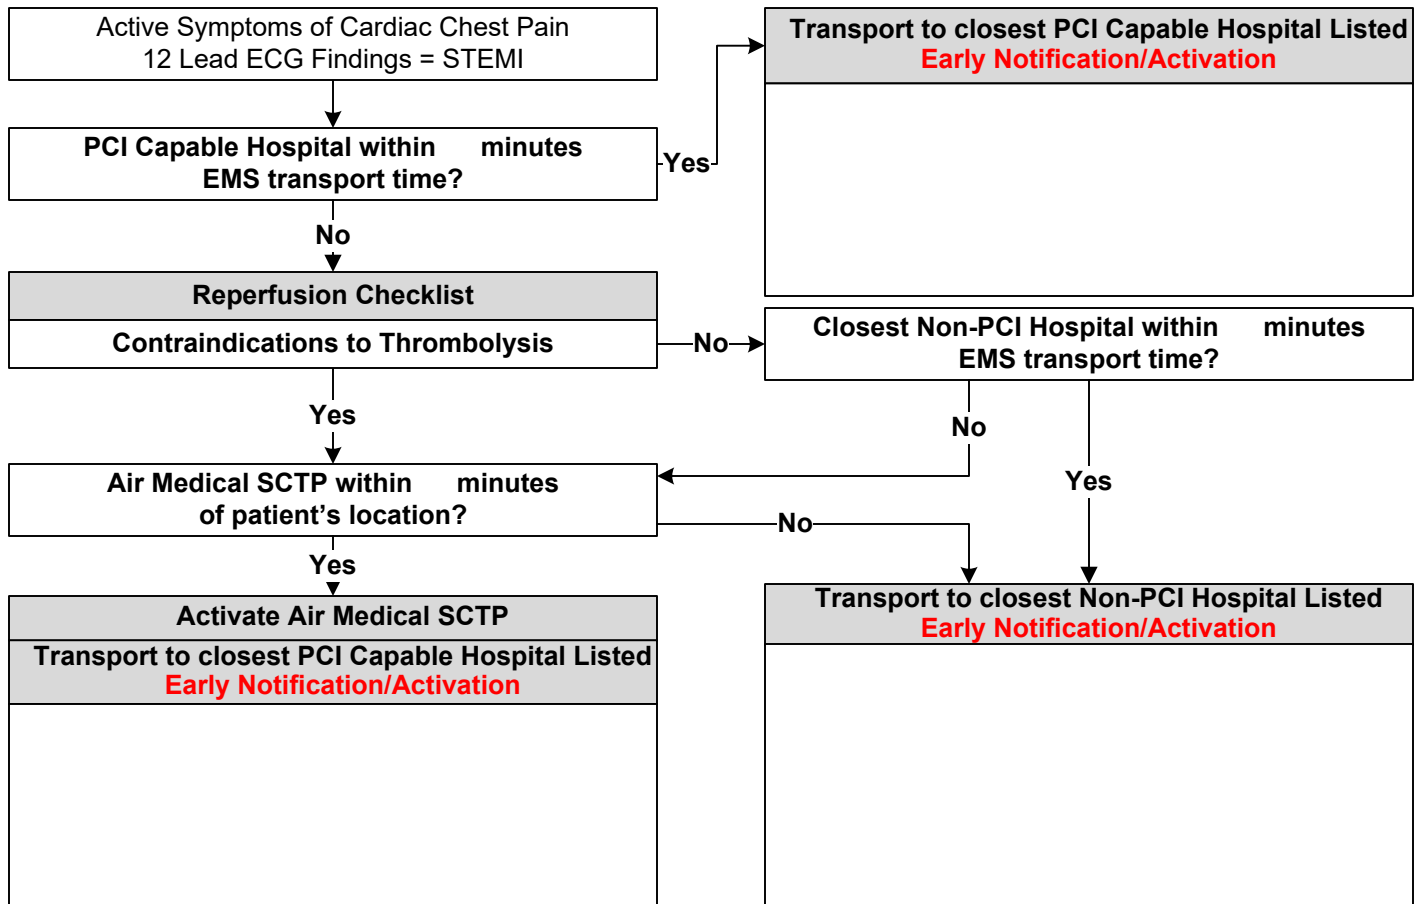 Active Symptoms of Cardiac Chest Pain
12 Lead ECG Findings = STEMI
Transport to closest PCI Capable Hospital Listed
Early Notification/Activation
PCI Capable Hospital within minutes
EMS transport time?
Yes
No
Reperfusion Checklist
Contraindications to Thrombolysis
No
Closest Non-PCI Hospital within minutes
EMS transport time?
Yes
No
Air Medical SCTP within minutes
of patient's location?
Yes
No
Yes
Activate Air Medical SCTP
Transport to closest PCI Capable Hospital Listed
Early Notification/Activation
Transport to closest Non-PCI Hospital Listed
Early Notification/Activation